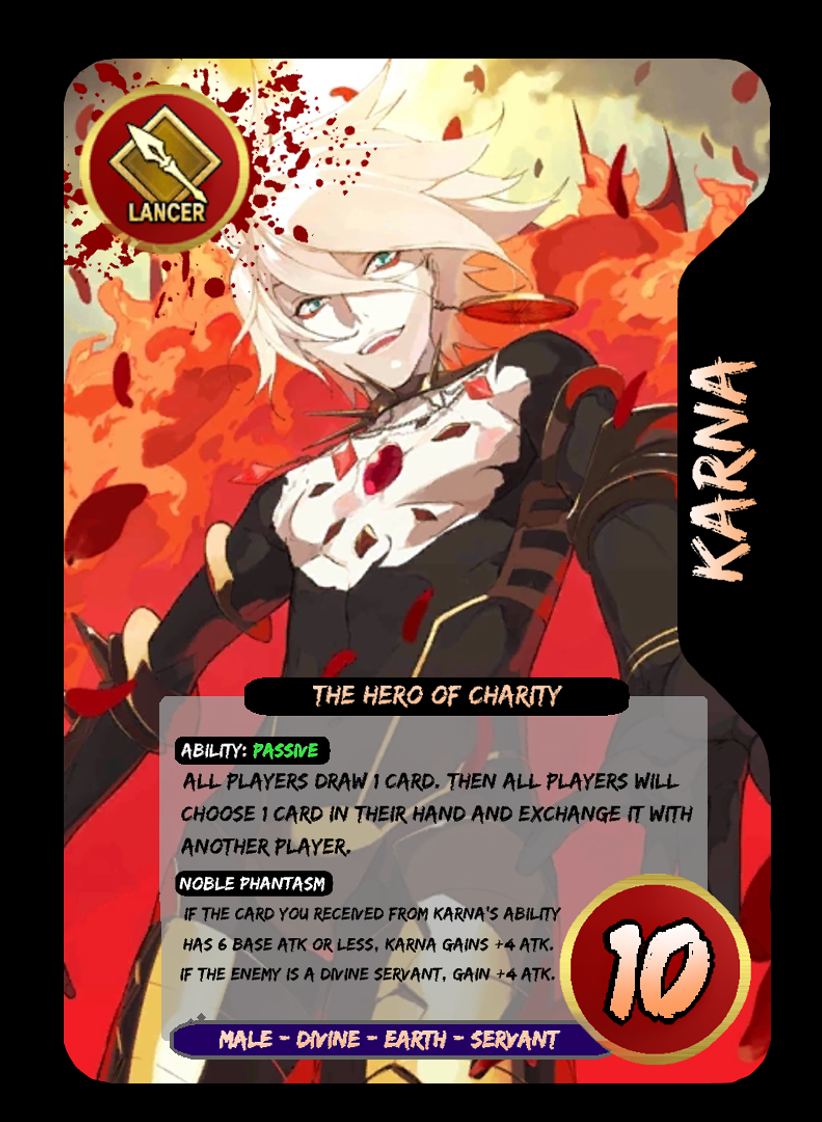 LANCER
KARNA
THE HERO OF CHARITY
ABILITY: PASSIVE
ALL PLAYERS DRAW 1 CARD. THEN ALL PLAYERS WILL
CHOOSE 1 CARD IN THEIR HAND AND EXCHANGE IT WITH
ANOTHER PLAYER.
NOBLE PHANTASM
IF THE CARD YOU RECEIVED FROM KARNA'S ABILITY
HAS 6 BASE ATK OR LESS, KARNA GAINS +4 ATK.
IF THE ENEMY IS A DIVINE SERVANT, GAIN +4 ATK.
10
MALE - DIVINE - EARTH - SERVANT